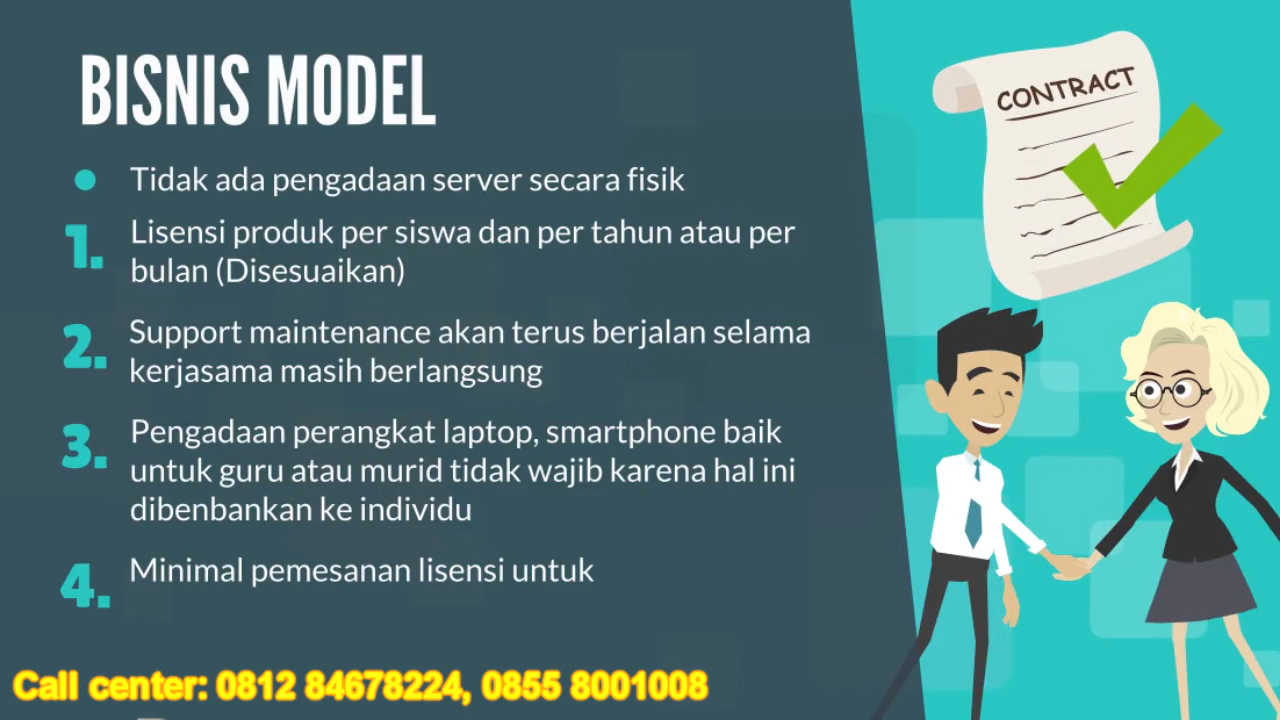 BISNIS MODEL
Tidak ada pengadaan server secara fisik
1. Lisensi produk per siswa dan per tahun atau per
bulan (Disesuaikan)
2. Support maintenance akan terus berjalan selama
kerjasama masih berlangsung
3. Pengadaan perangkat laptop, smartphone baik
untuk guru atau murid tidak wajib karena hal ini
dibenbankan ke individu
4. Minimal pemesanan lisensi untuk
CONTRACT
Call center: 0812 84678224, 0855 8001008